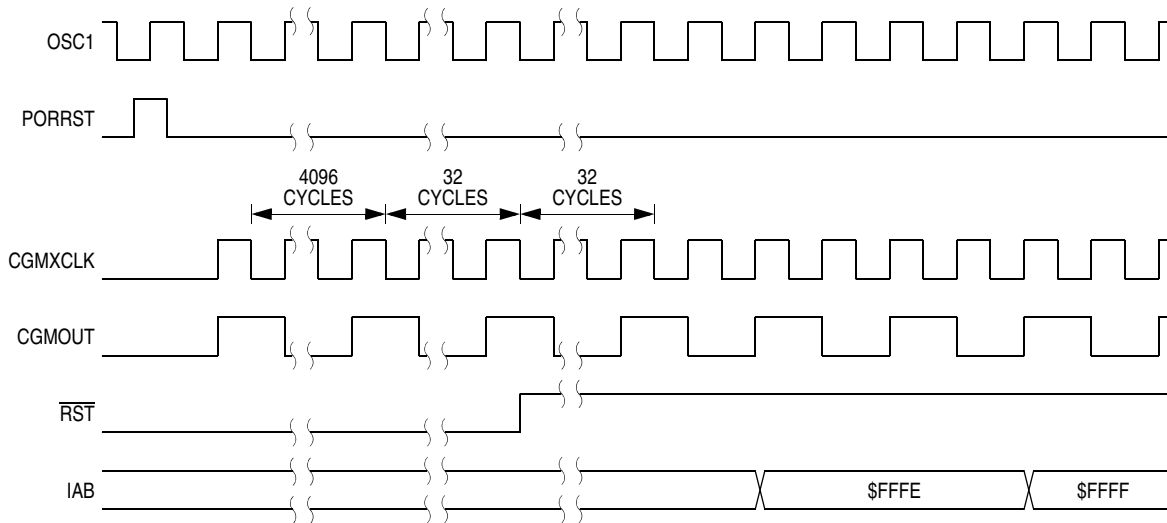 OSC1
PORRST
4096
CYCLES
32
CYCLES
32
CYCLES
CGMXCLK
CGMOUT
RST
IAB
$FFFE
$FFFF